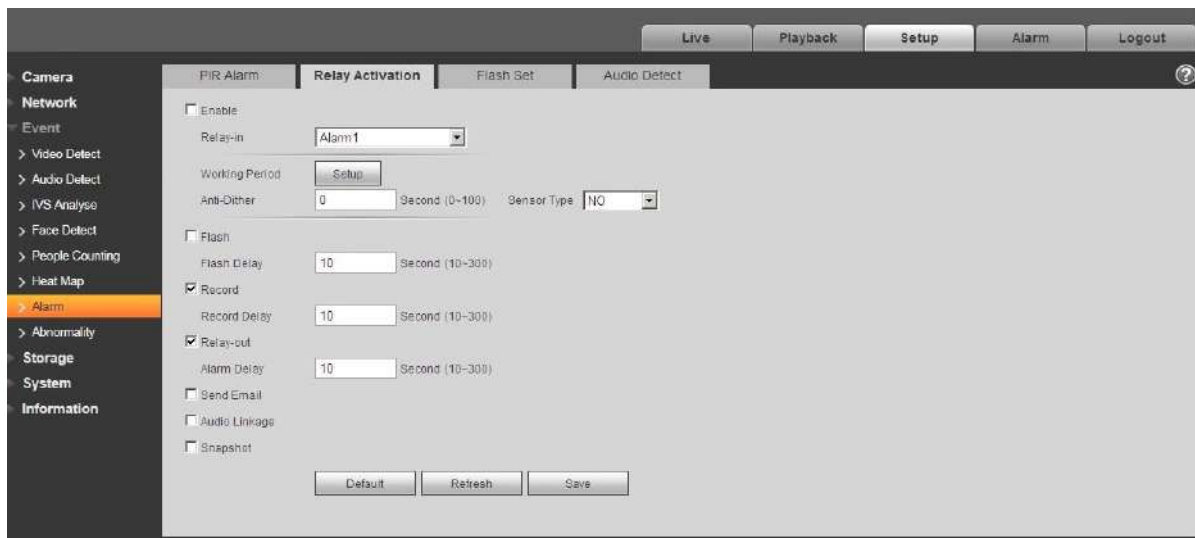 Live Playback Setup Alarm Logout
Camera
Network
Event
> Video Detect
> Audio Detect
> IVS Analyse
> Face Detect
> People Counting
> Heat Map
> Alarm
> Abnormality
Storage
System
Information
PIR Alarm Relay Activation Flash Set Audio Detect
?
Enable
Relay-in Alarm1
Working Period Setup
Anti-Dither 0 Second (0~100) Sensor Type NO
Flash
Flash Delay 10 Second (10~300)
Record
Record Delay 10 Second (10~300)
Relay-out
Alarm Delay 10 Second (10~300)
Send Email
Audio Linkage
Snapshot
Default Refresh Save